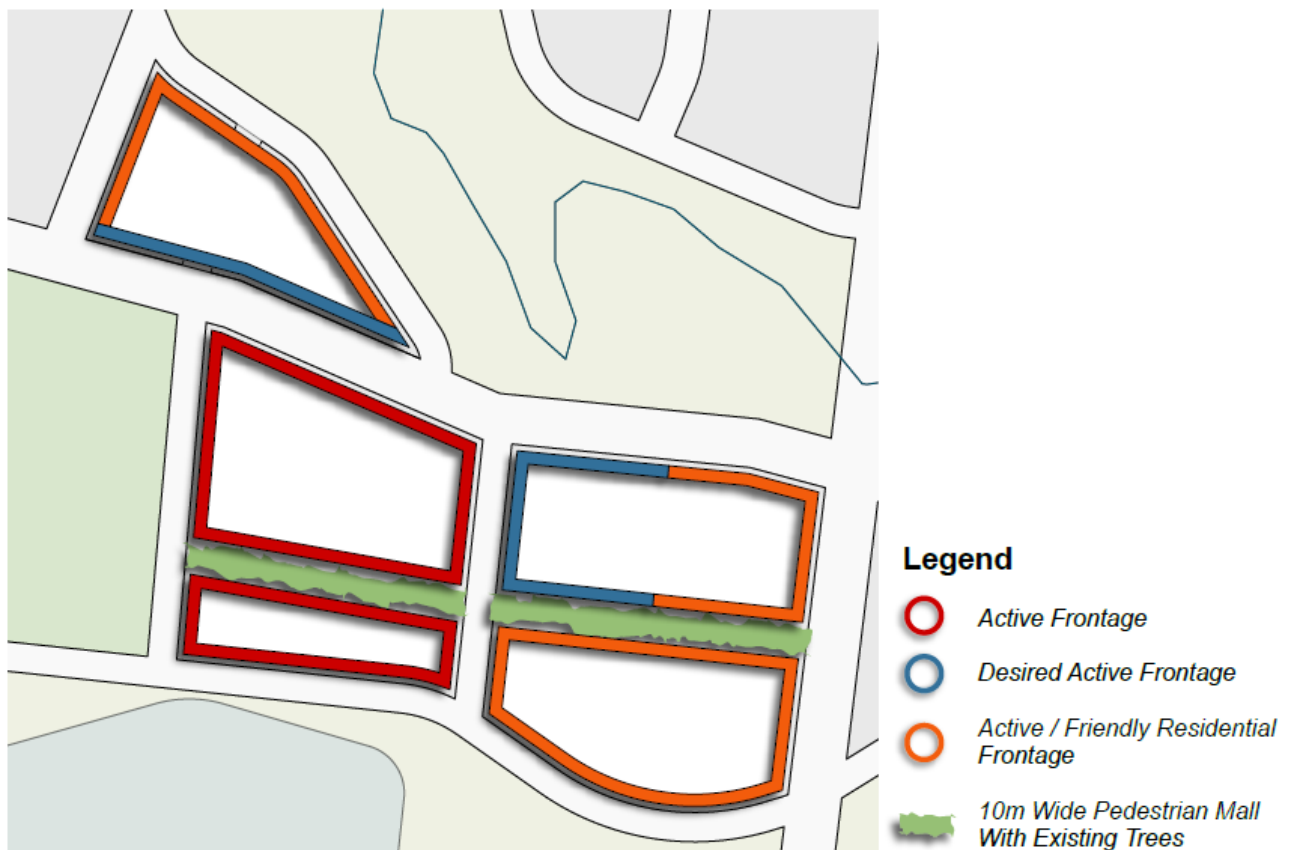 Legend
Active Frontage
Desired Active Frontage
Active / Friendly Residential
Frontage
10m Wide Pedestrian Mall
With Existing Trees